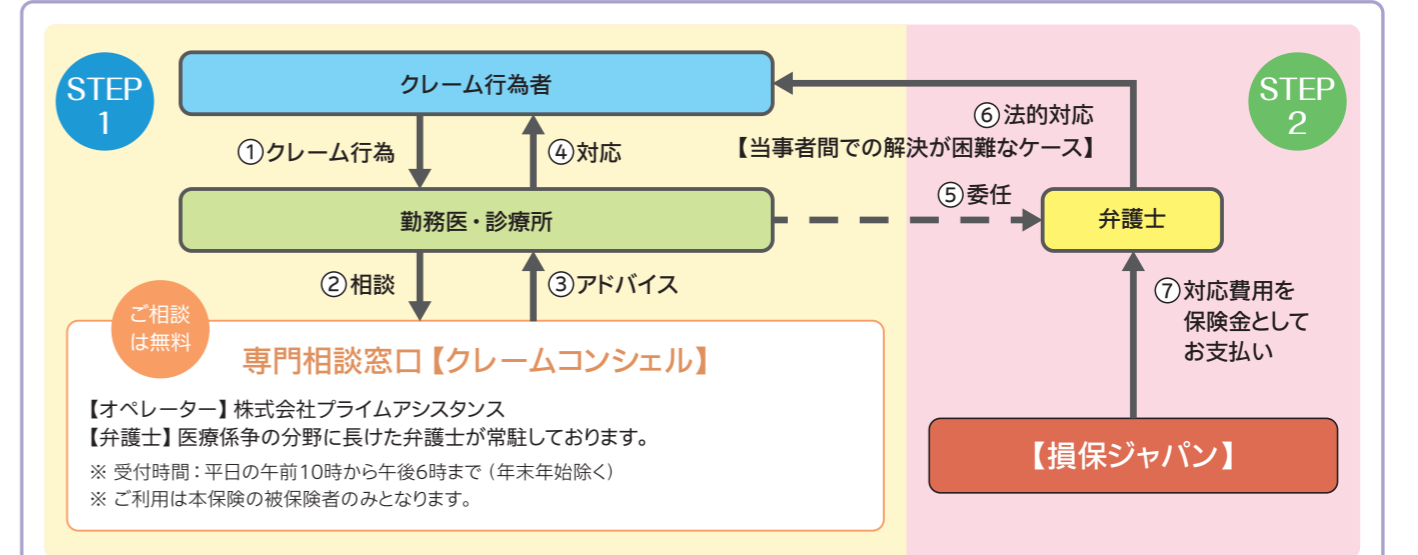 STEP
1
クレーム行為者
STEP
2
①クレーム行為
④対応
⑥法的対応
【当事者間での解決が困難なケース】
勤務医・診療所
⑤委任
弁護士
②相談
③アドバイス
⑦対応費用を
保険金として
お支払い
ご相談
は無料
専門相談窓口【クレームコンシェル】
【オペレーター】株式会社プライムアシスタンス
【弁護士】医療係争の分野に長けた弁護士が常駐しております。
※ 受付時間：平日の午前10時から午後6時まで（年末年始除く）
※ ご利用は本保険の被保険者のみとなります。
【損保ジャパン】